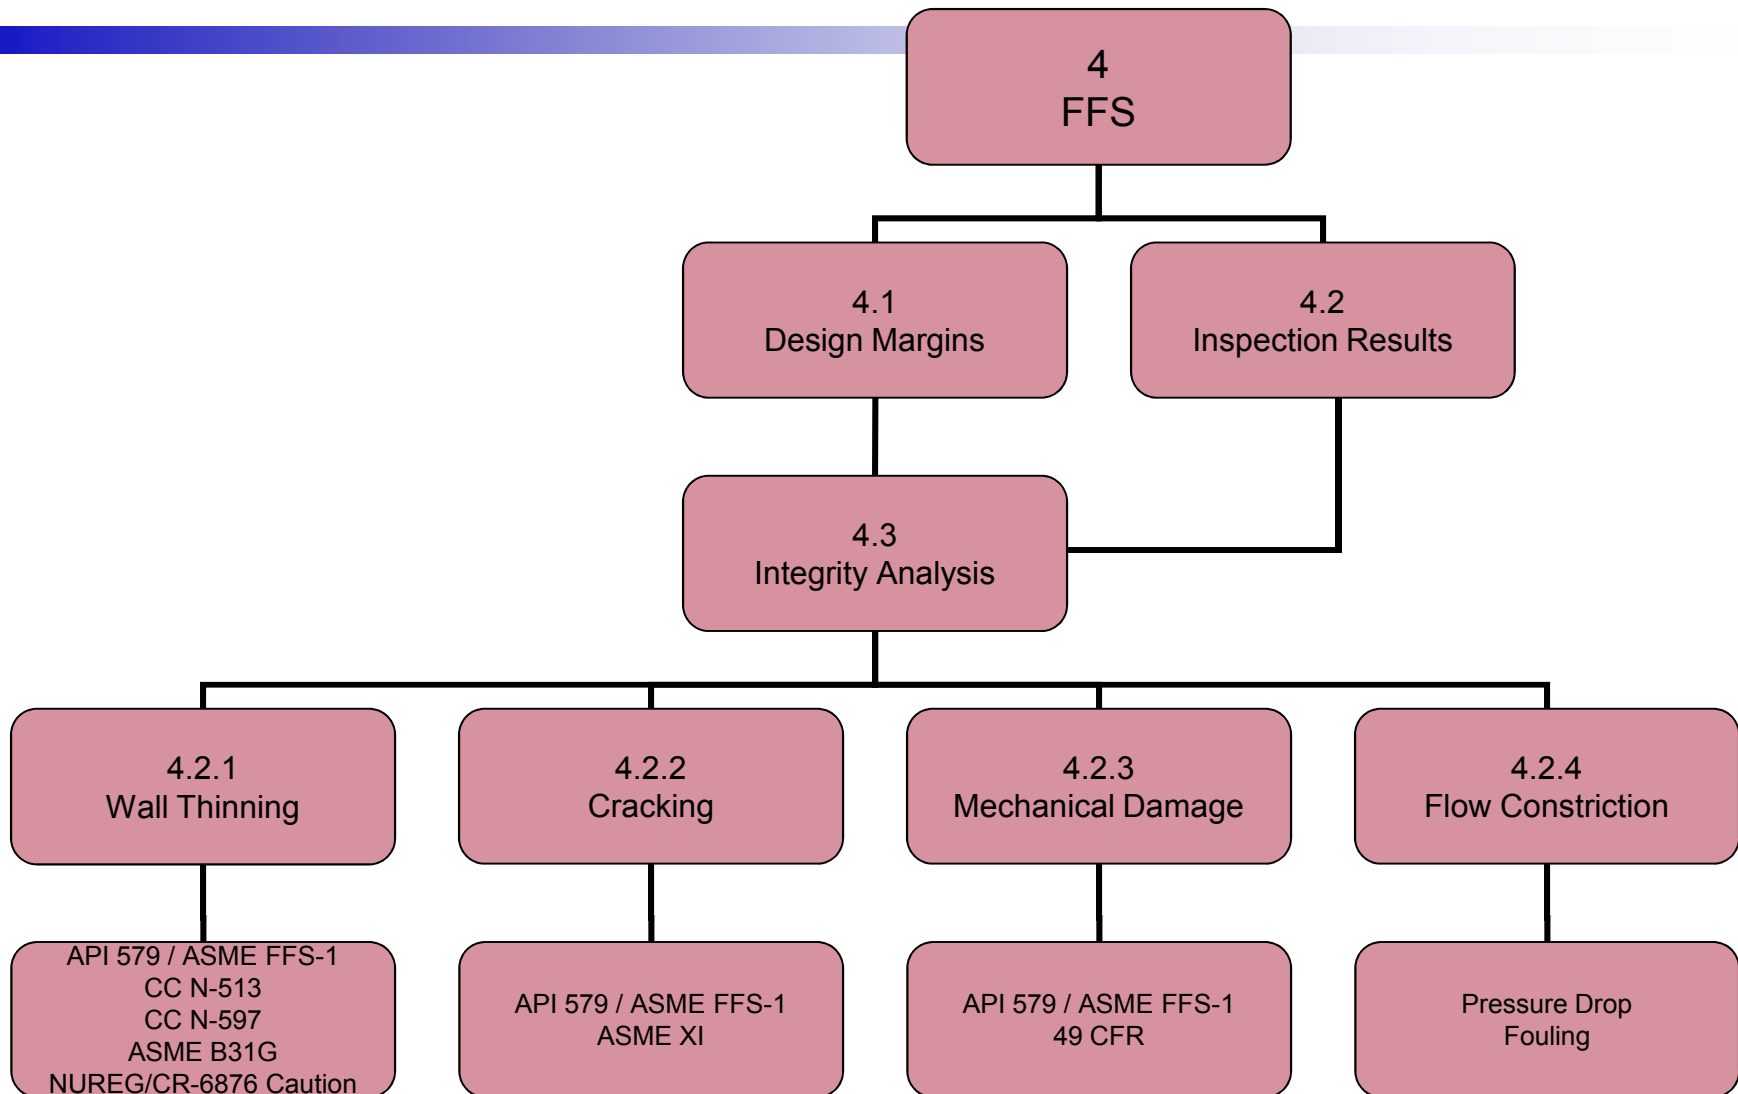 4
FFS
4.1
Design Margins
4.2
Inspection Results
4.3
Integrity Analysis
4.2.1
Wall Thinning
4.2.2
Cracking
4.2.3
Mechanical Damage
4.2.4
Flow Constriction
API 579 / ASME FFS-1
CC N-513
CC N-597
ASME B31G
NUREG/CR-6876 Caution
API 579 / ASME FFS-1
ASME XI
API 579 / ASME FFS-1
49 CFR
Pressure Drop
Fouling